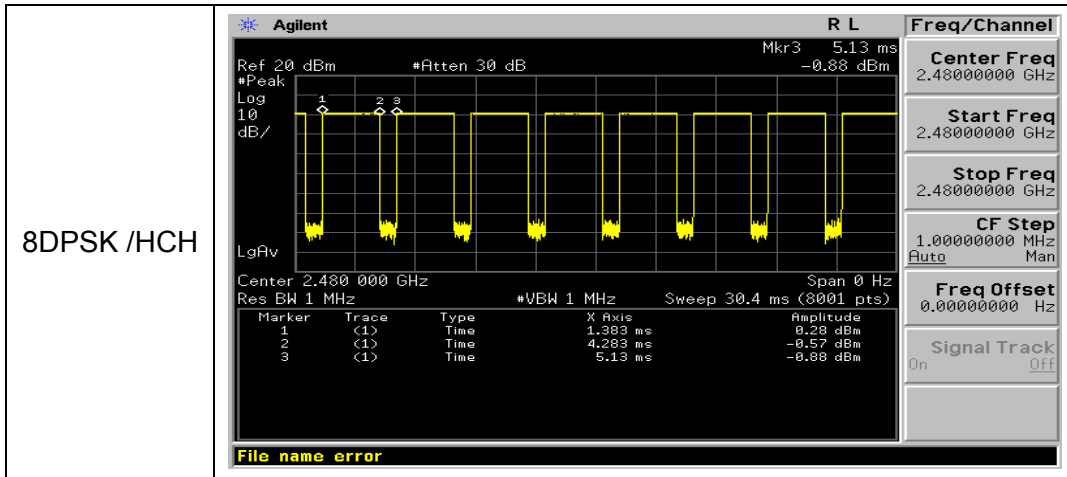 8DPSK /HCH
Agilent R L Freq/Channel
Mkr3 5.13 ms
Ref 20 dBm #Atten 30 dB -0.88 dBm
#Peak
Log
10
dB/
1 2 3
LgAv
Center 2.480 000 GHz Span 0 Hz
Res BW 1 MHz #VBW 1 MHz Sweep 30.4 ms (8001 pts)
Marker Trace Type X Axis Amplitude
1 (1) Time 1.383 ms 0.28 dBm
2 (1) Time 4.283 ms -0.57 dBm
3 (1) Time 5.13 ms -0.88 dBm
File name error
Center Freq
2.48000000 GHz
Start Freq
2.48000000 GHz
Stop Freq
2.48000000 GHz
CF Step
1.00000000 MHz
Auto Man
Freq Offset
0.00000000 Hz
Signal Track
On Off